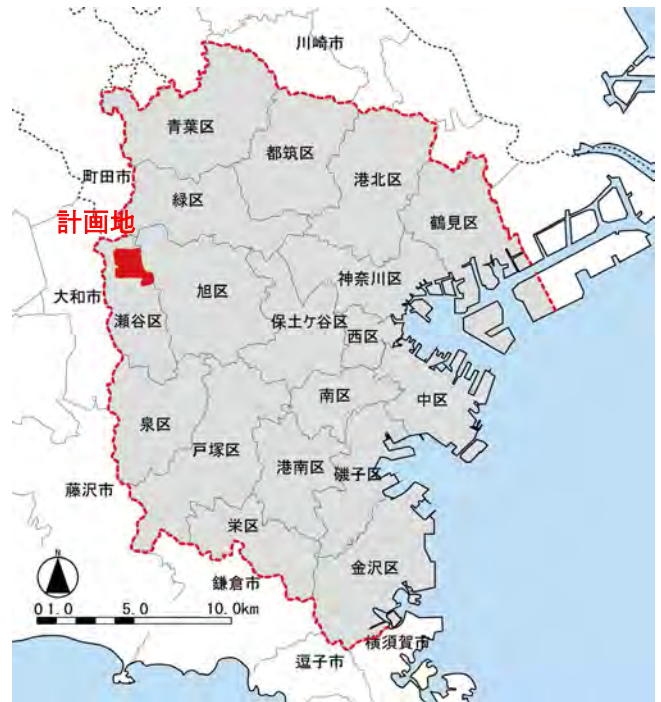 川崎市
青葉区
都筑区
港北区
町田市
緑区
鶴見区
計画地
神奈川区
旭区
大和市
瀬谷区
保土ケ谷区
西区
南区
中区
泉区
戸塚区
港南区
磯子区
藤沢市
栄区
金沢区
鎌倉市
N
0 1.0 5.0 10.0km
横須賀市
逗子市